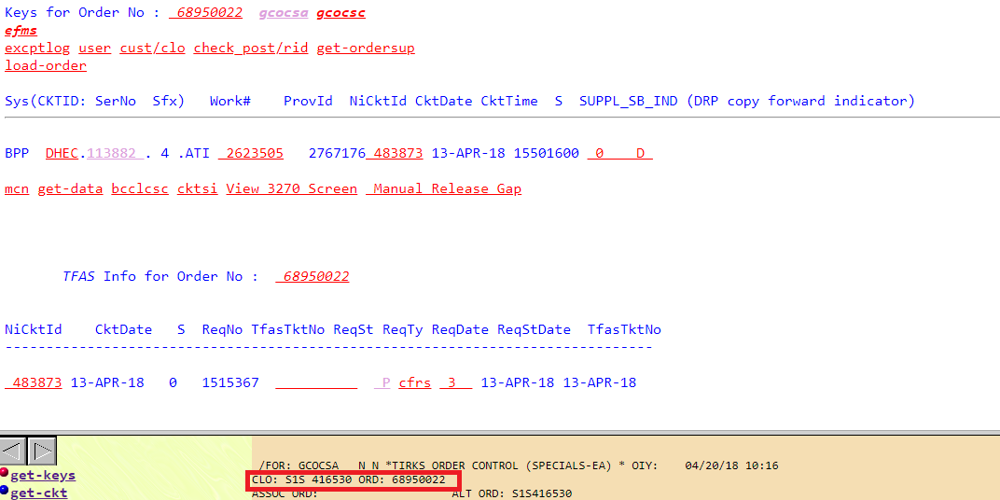 Keys for Order No : 68950022 gcocsa gcocsc
efms
excptlog user cust/clo check_post/rid get-ordersup
load-order
Sys(CKTID: SerNo Sfx) Work# ProvId NiCktId CktDate CktTime S SUPPL_SB_IND (DRP copy forward indicator)
BPP DHEC.113882 . 4 .ATI 2623505 2767176 483873 13-APR-18 15501600 0 D
mcn get-data bcclcsc cktsi View 3270 Screen Manual Release Gap
TFAS Info for Order No : 68950022
NiCktId CktDate S ReqNo TfasTktNo ReqSt ReqTy ReqDate ReqStDate TfasTktNo
-------------------------------------------------------------------------------
483873 13-APR-18 0 1515367 P cfrs 3 13-APR-18 13-APR-18
/FOR: GCOCSA N N *TIRKS ORDER CONTROL (SPECIALS-EA) * OIY: 04/20/18 10:16
get-keys
CLO: S1S 416530 ORD: 68950022
get-ckt
ASSOC ORD: ALT ORD: S1S416530